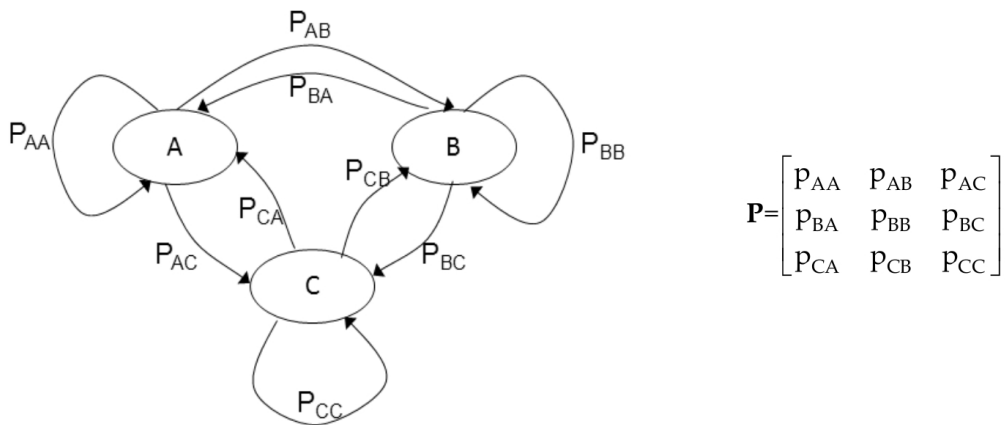 P_AB
P_BA
P_AA
A
B
P_BB
P_CB
P_CA
P_AC
P_BC
C
P_CC
P=[p_AA p_AB p_AC
p_BA p_BB p_BC
p_CA p_CB p_CC]